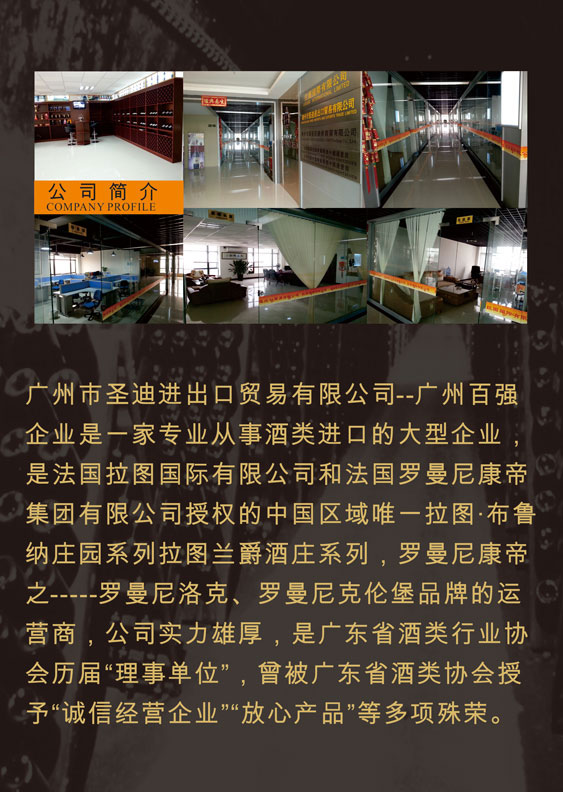 公司简介
COMPANY PROFILE
广州市圣迪进出口贸易有限公司--广州百强
企业是一家专业从事酒类进口的大型企业，
是法国拉图国际有限公司和法国罗曼尼康帝
集团有限公司授权的中国区域唯一拉图·布鲁
纳庄园系列拉图兰爵酒庄系列，罗曼尼康帝
之-----罗曼尼洛克、罗曼尼克伦堡品牌的运
营商，公司实力雄厚，是广东省酒类行业协
会历届“理事单位”，曾被广东省酒类协会授
予“诚信经营企业”“放心产品”等多项殊荣。